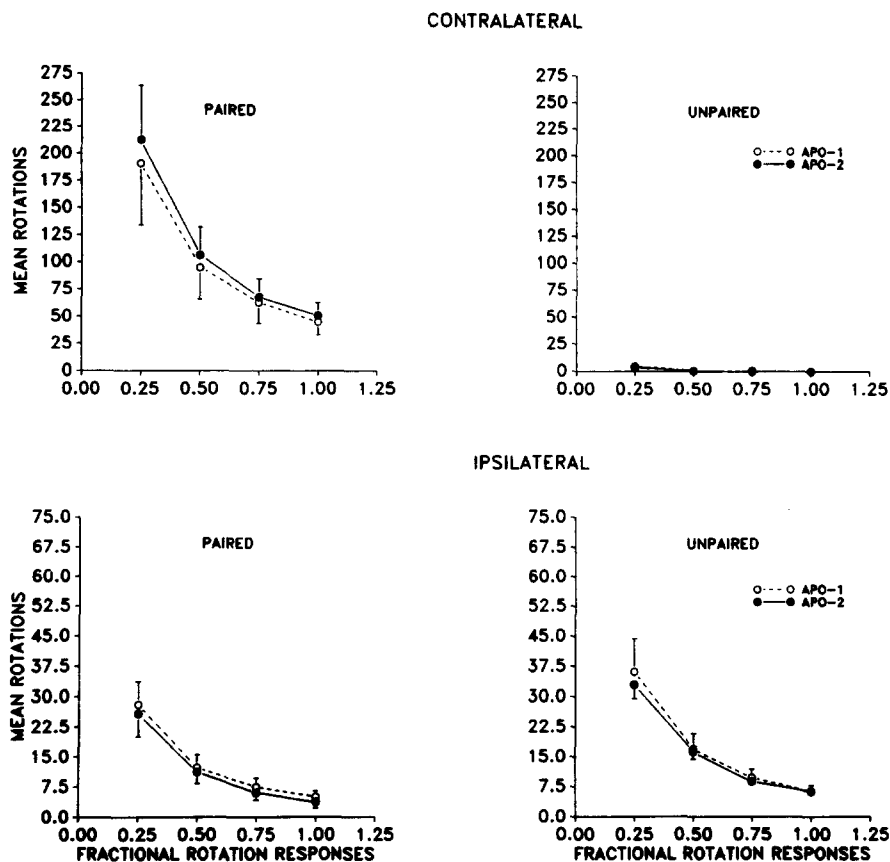 CONTRALATERAL
PAIRED
MEAN ROTATIONS
275
250
225
200
175
150
125
100
75
50
25
0
0.00 0.25 0.50 0.75 1.00 1.25
UNPAIRED
APO-1
APO-2
275
250
225
200
175
150
125
100
75
50
25
0
0.00 0.25 0.50 0.75 1.00 1.25
IPSILATERAL
PAIRED
MEAN ROTATIONS
75.0
67.5
60.0
52.5
45.0
37.5
30.0
22.5
15.0
7.5
0.0
0.00 0.25 0.50 0.75 1.00 1.25
FRACTIONAL ROTATION RESPONSES
UNPAIRED
APO-1
APO-2
75.0
67.5
60.0
52.5
45.0
37.5
30.0
22.5
15.0
7.5
0.0
0.00 0.25 0.50 0.75 1.00 1.25
FRACTIONAL ROTATION RESPONSES